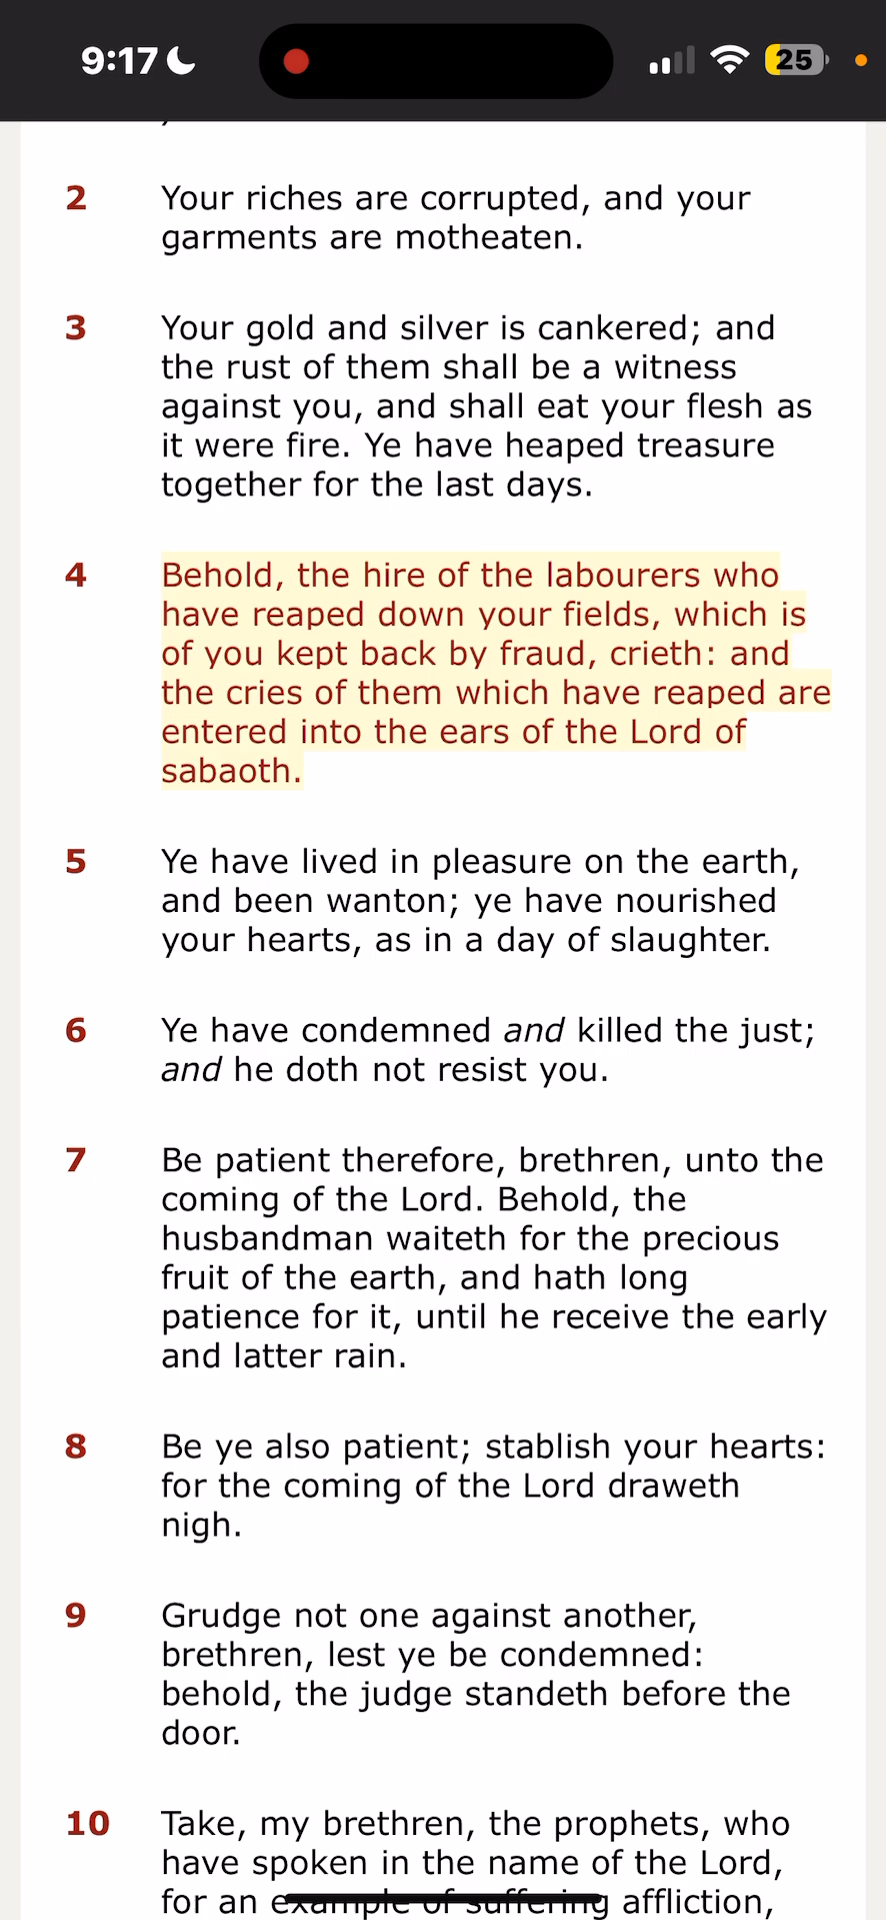 9:17
25
2 Your riches are corrupted, and your
garments are motheaten.
3 Your gold and silver is cankered; and
the rust of them shall be a witness
against you, and shall eat your flesh as
it were fire. Ye have heaped treasure
together for the last days.
4 Behold, the hire of the labourers who
have reaped down your fields, which is
of you kept back by fraud, crieth: and
the cries of them which have reaped are
entered into the ears of the Lord of
sabaoth.
5 Ye have lived in pleasure on the earth,
and been wanton; ye have nourished
your hearts, as in a day of slaughter.
6 Ye have condemned and killed the just;
and he doth not resist you.
7 Be patient therefore, brethren, unto the
coming of the Lord. Behold, the
husbandman waiteth for the precious
fruit of the earth, and hath long
patience for it, until he receive the early
and latter rain.
8 Be ye also patient; stablish your hearts:
for the coming of the Lord draweth
nigh.
9 Grudge not one against another,
brethren, lest ye be condemned:
behold, the judge standeth before the
door.
10 Take, my brethren, the prophets, who
have spoken in the name of the Lord,
for an example of suffering affliction,